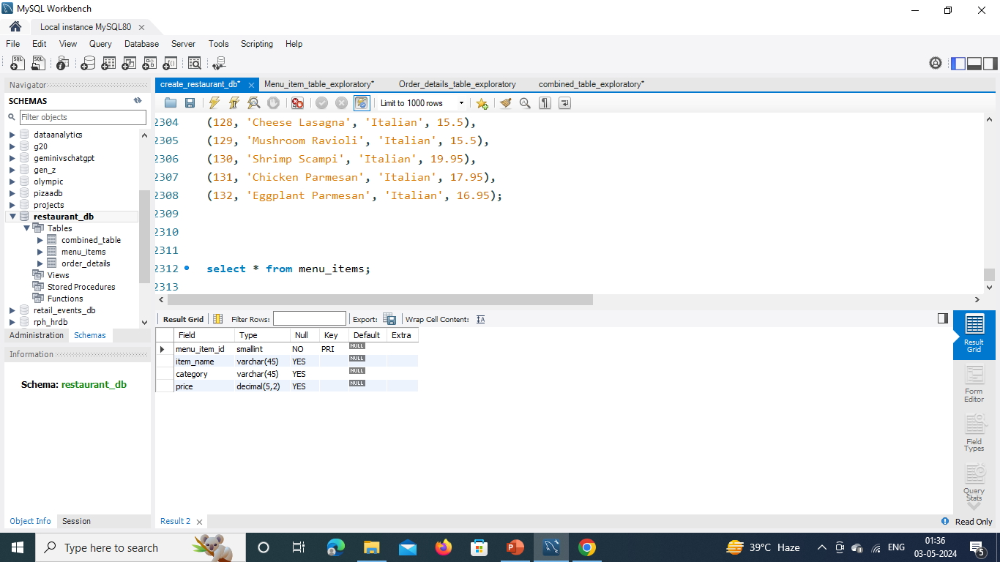 MySQL Workbench
Local instance MySQL80
File Edit View Query Database Server Tools Scripting Help
Navigator
SCHEMAS
Filter objects
dataanalytics
g20
geminivschatgpt
gen_z
olympic
pizaadb
projects
restaurant_db
Tables
combined_table
menu_items
order_details
Views
Stored Procedures
Functions
retail_events_db
rph_hrdb
Administration Schemas
Information
Schema: restaurant_db
Object Info Session
create_restaurant_db* Menu_item_table_exploratory* Order_details_table_exploratory combined_table_exploratory*
Limit to 1000 rows
2304 (128, 'Cheese Lasagna', 'Italian', 15.5),
2305 (129, 'Mushroom Ravioli', 'Italian', 15.5),
2306 (130, 'Shrimp Scampi', 'Italian', 19.95),
2307 (131, 'Chicken Parmesan', 'Italian', 17.95),
2308 (132, 'Eggplant Parmesan', 'Italian', 16.95);
2309
2310
2311
2312 select * from menu_items;
2313
Result Grid Filter Rows: Export: Wrap Cell Content: IA
Field Type Null Key Default Extra
menu_item_id smallint NO PRI NULL
item_name varchar(45) YES NULL
category varchar(45) YES NULL
price decimal(5,2) YES NULL
Result
Grid
Form
Editor
Field
Types
Query
Stats
Result 2
Read Only
Type here to search
39°C Haze
ENG
01:36
03-05-2024
5